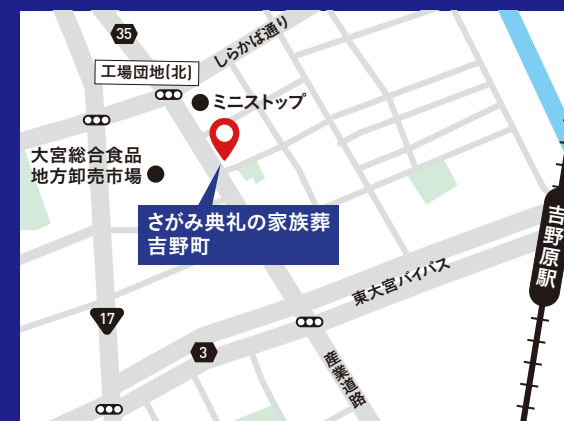 35
しらかば通り
工場団地(北)
ミニストップ
大宮総合食品
地方卸売市場
さがみ典礼の家族葬
吉野町
吉野原駅
東大宮バイパス
17
3
産業道路